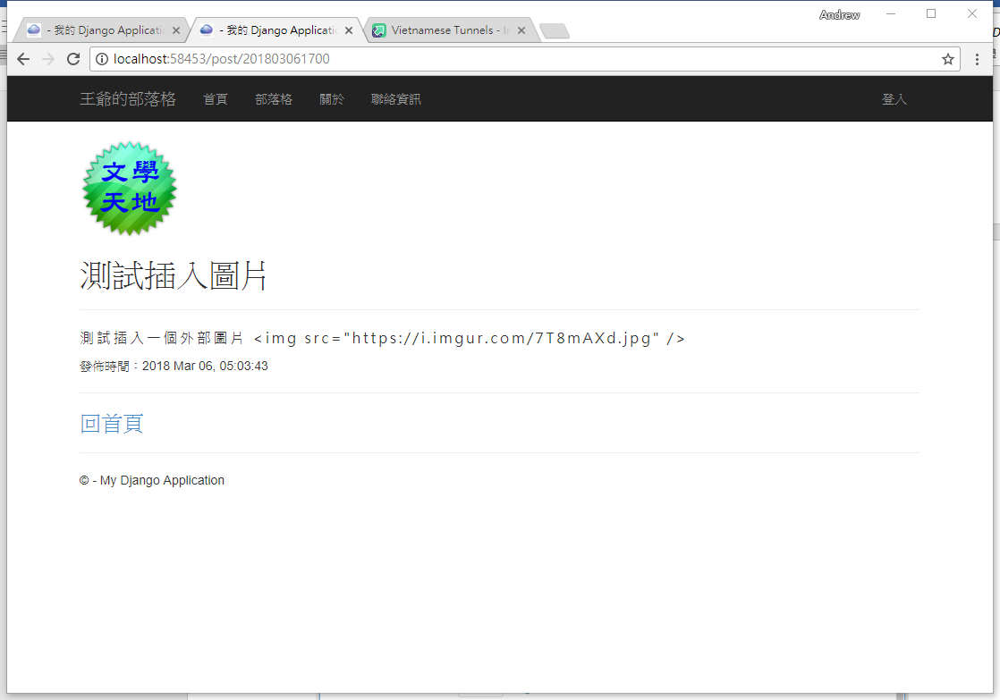 Andrew
- 我的 Django Applicati
- 我的 Django Applicati
Vietnamese Tunnels - I
localhost:58453/post/201803061700
王爺的部落格 首頁 部落格 關於 聯絡資訊 登入
文學
天地
測試插入圖片
測試插入一個外部圖片 <img src="https://i.imgur.com/7T8mAXd.jpg" />
發佈時間：2018 Mar 06, 05:03:43
回首頁
© - My Django Application